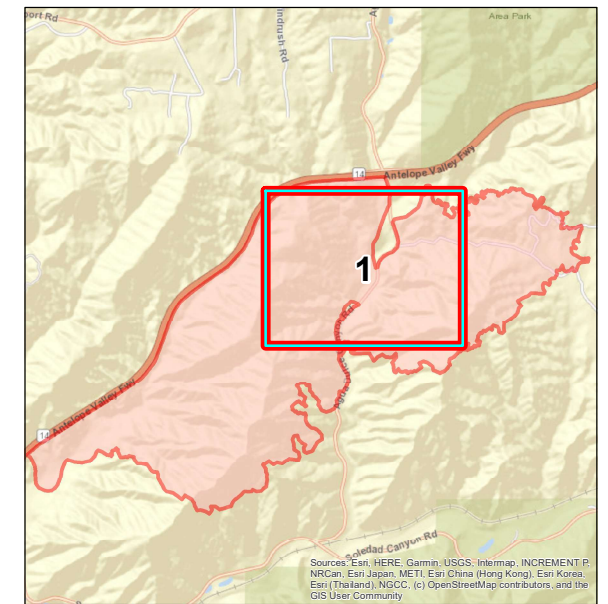 port Rd
Area Park
14
Antelope Valley Fwy
1
14
Antelope Valley Fwy
Soledad Canyon Rd
Sources: Esri, HERE, Garmin, USGS, Intermap, INCREMENT P,
NRCan, Esri Japan, METI, Esri China (Hong Kong), Esri Korea,
Esri (Thailand), NGCC, (c) OpenStreetMap contributors, and the
GIS User Community